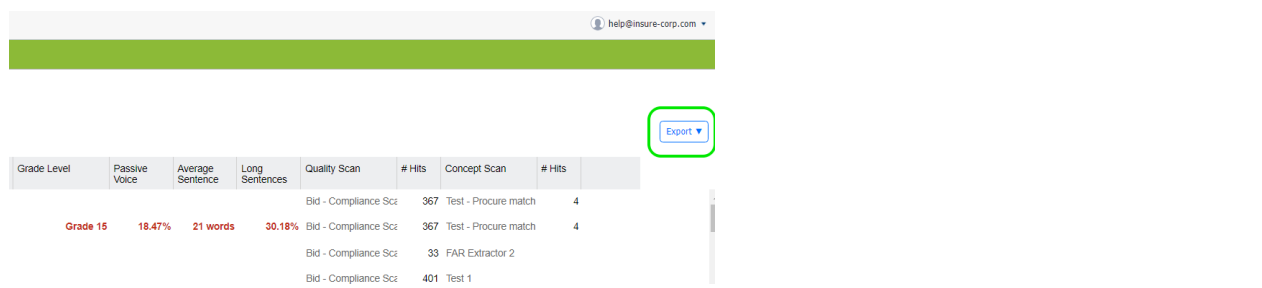 help@insure-corp.com ▼
Export ▼
Grade Level Passive Voice Average Sentence Long Sentences Quality Scan # Hits Concept Scan # Hits
Bid - Compliance Sca 367 Test - Procure match 4
Grade 15 18.47% 21 words 30.18% Bid - Compliance Sca 367 Test - Procure match 4
Bid - Compliance Sca 33 FAR Extractor 2
Bid - Compliance Sca 401 Test 1